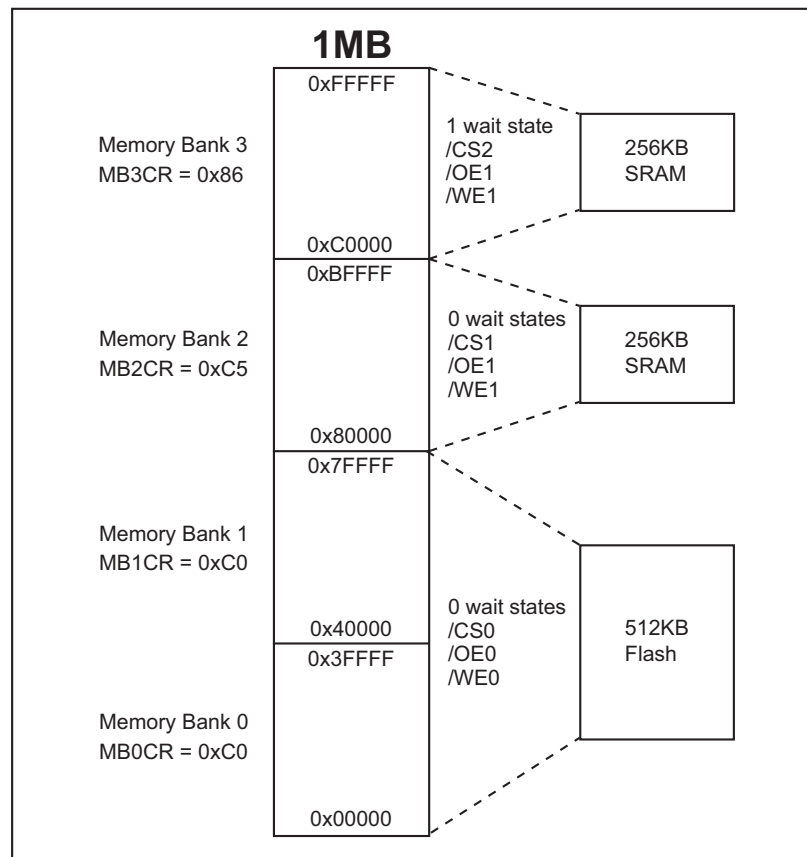 1MB
0xFFFFF
Memory Bank 3
MB3CR = 0x86
1 wait state
/CS2
/OE1
/WE1
256KB
SRAM
0xC0000
0xBFFFF
Memory Bank 2
MB2CR = 0xC5
0 wait states
/CS1
/OE1
/WE1
256KB
SRAM
0x80000
0x7FFFF
Memory Bank 1
MB1CR = 0xC0
0x40000
0x3FFFF
0 wait states
/CS0
/OE0
/WE0
512KB
Flash
Memory Bank 0
MB0CR = 0xC0
0x00000